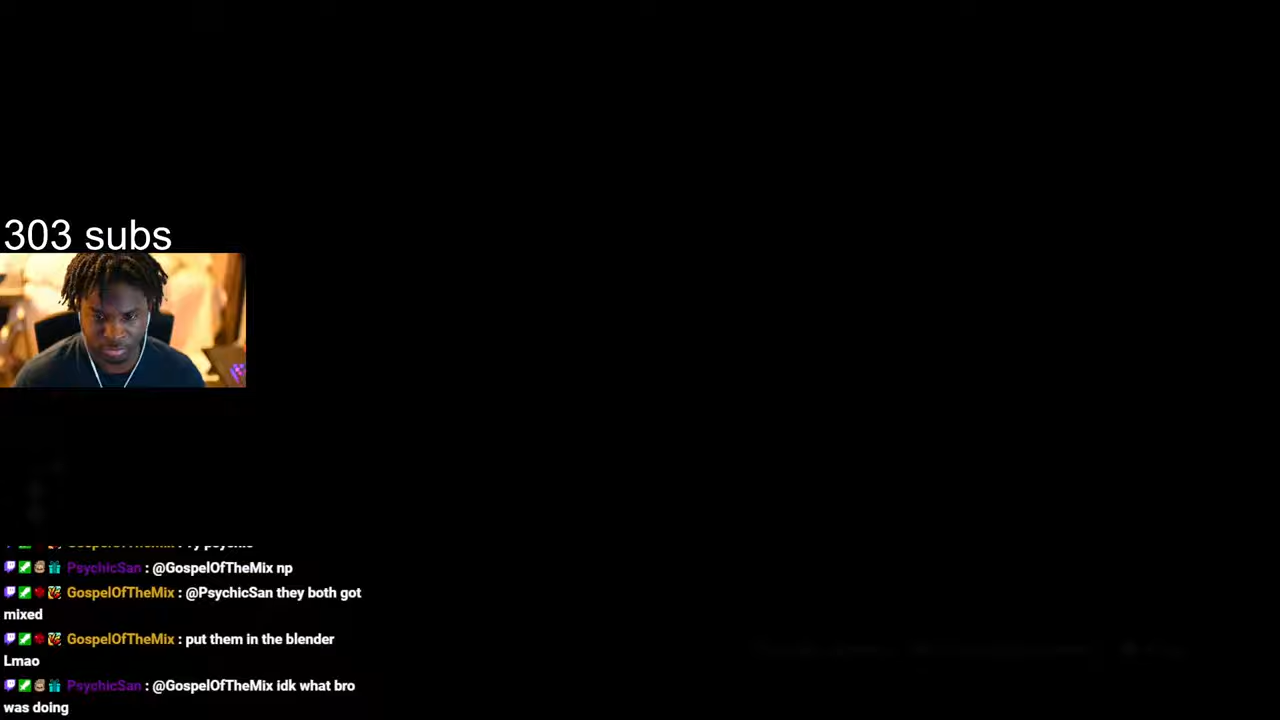 303 subs
PsychicSan : @GospelOfTheMix np
GospelOfTheMix : @PsychicSan they both got
mixed
GospelOfTheMix : put them in the blender
Lmao
PsychicSan : @GospelOfTheMix idk what bro
was doing